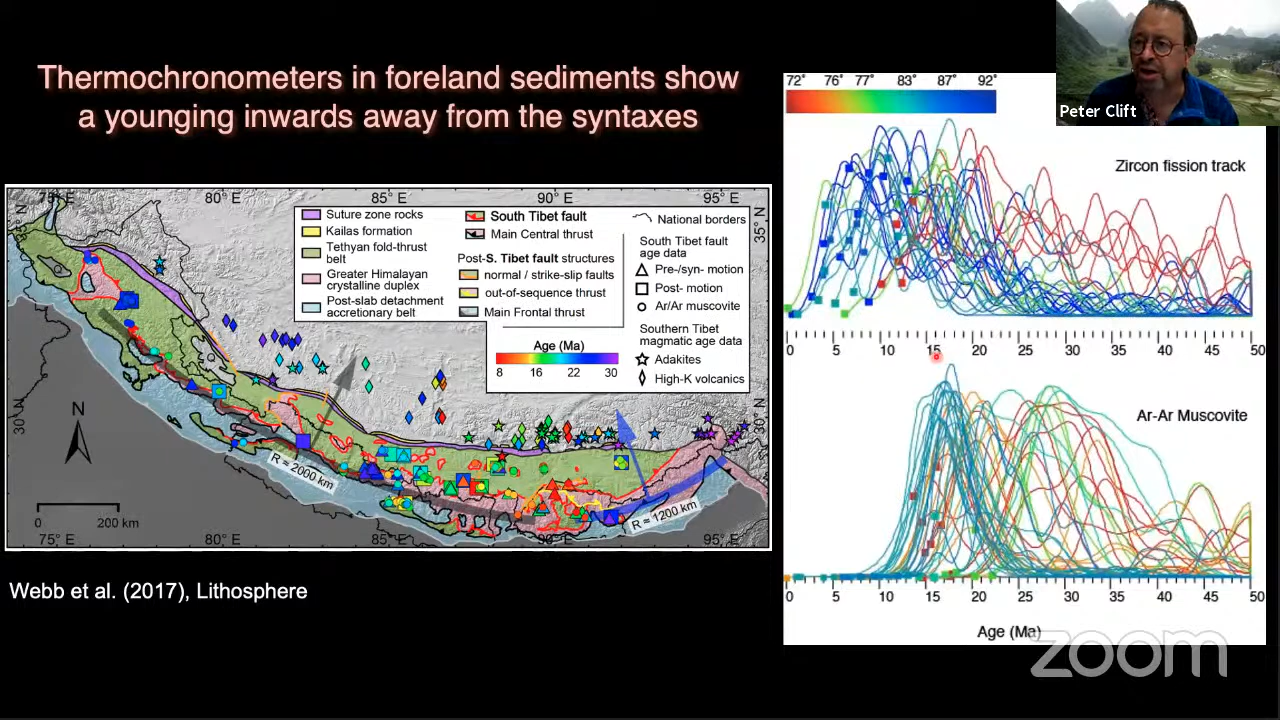 Thermochronometers in foreland sediments show
a younging inwards away from the syntaxes
75° E
80° E
85° E
90° E
95° E
35° N
30° N
30° N
Suture zone rocks
Kailas formation
Tethyan fold-thrust
belt
Greater Himalayan
crystalline duplex
Post-slab detachment
accretionary belt
South Tibet fault
Main Central thrust
Post-S. Tibet fault structures
normal / strike-slip faults
out-of-sequence thrust
Main Frontal thrust
National borders
South Tibet fault
age data
Pre-/syn- motion
Post- motion
Ar/Ar muscovite
Southern Tibet
magmatic age data
Adakites
High-K volcanics
Age (Ma)
8 16 22 30
N
0 200 km
R ≈ 2000 km
R ≈ 1200 km
75° E 80° E 85° E 90° E 95° E
Webb et al. (2017), Lithosphere
72° 76° 77° 83° 87° 92°
Zircon fission track
0 5 10 15 20 25 30 35 40 45 50
Ar-Ar Muscovite
0 5 10 15 20 25 30 35 40 45 50
Age (Ma)
Peter Clift
zoom